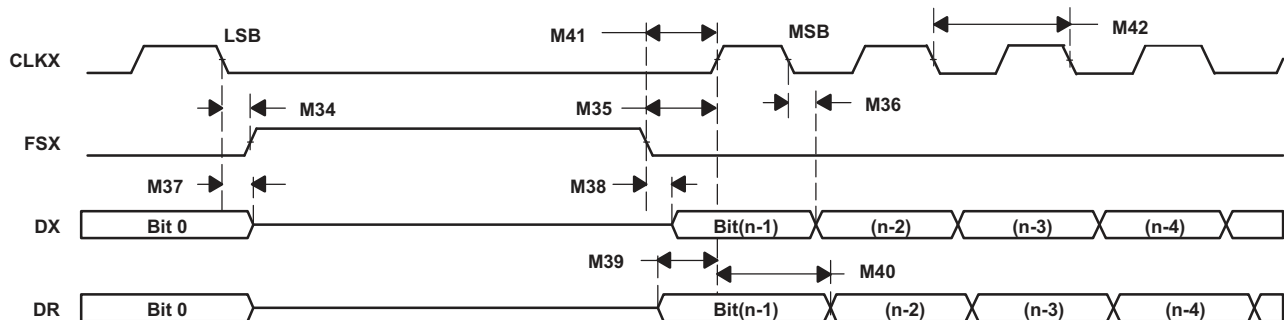 LSB
M41
MSB
M42
CLKX
M34
M35
M36
FSX
M37
M38
DX
Bit 0
Bit(n-1)
(n-2)
(n-3)
(n-4)
M39
M40
DR
Bit 0
Bit(n-1)
(n-2)
(n-3)
(n-4)